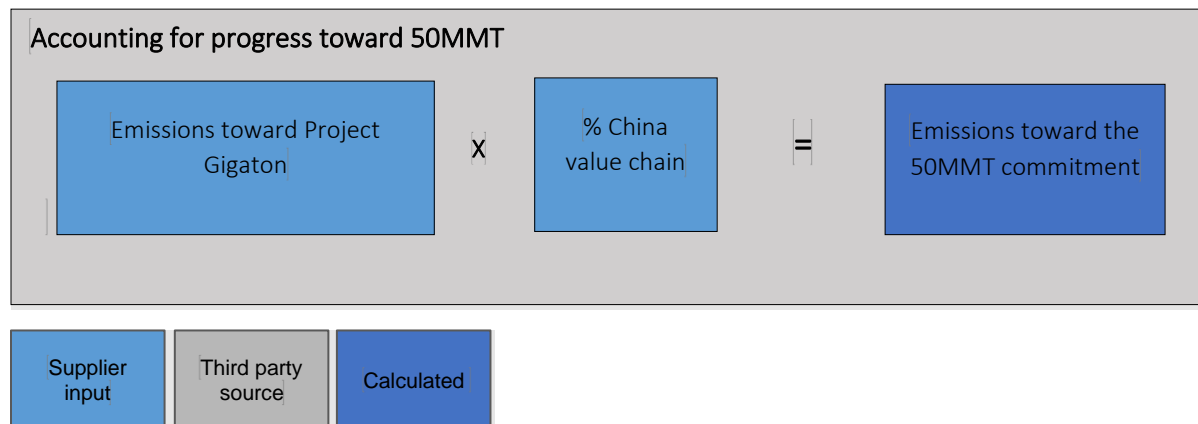 Accounting for progress toward 50MMT
Emissions toward Project
Gigaton
x
% China
value chain
=
Emissions toward the
50MMT commitment
Supplier
input
Third party
source
Calculated